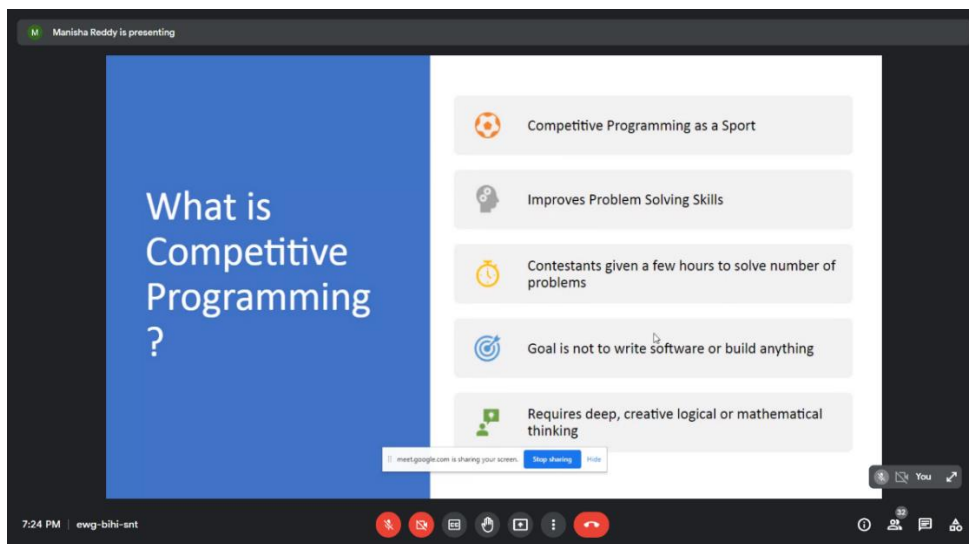 M Manisha Reddy is presenting
What is
Competitive
Programming
?
Competitive Programming as a Sport
Improves Problem Solving Skills
Contestants given a few hours to solve number of
problems
Goal is not to write software or build anything
Requires deep, creative logical or mathematical
thinking
meet.google.com is sharing your screen. Stop sharing Hide
You
7:24 PM | ewg-bihi-snt
CC
32